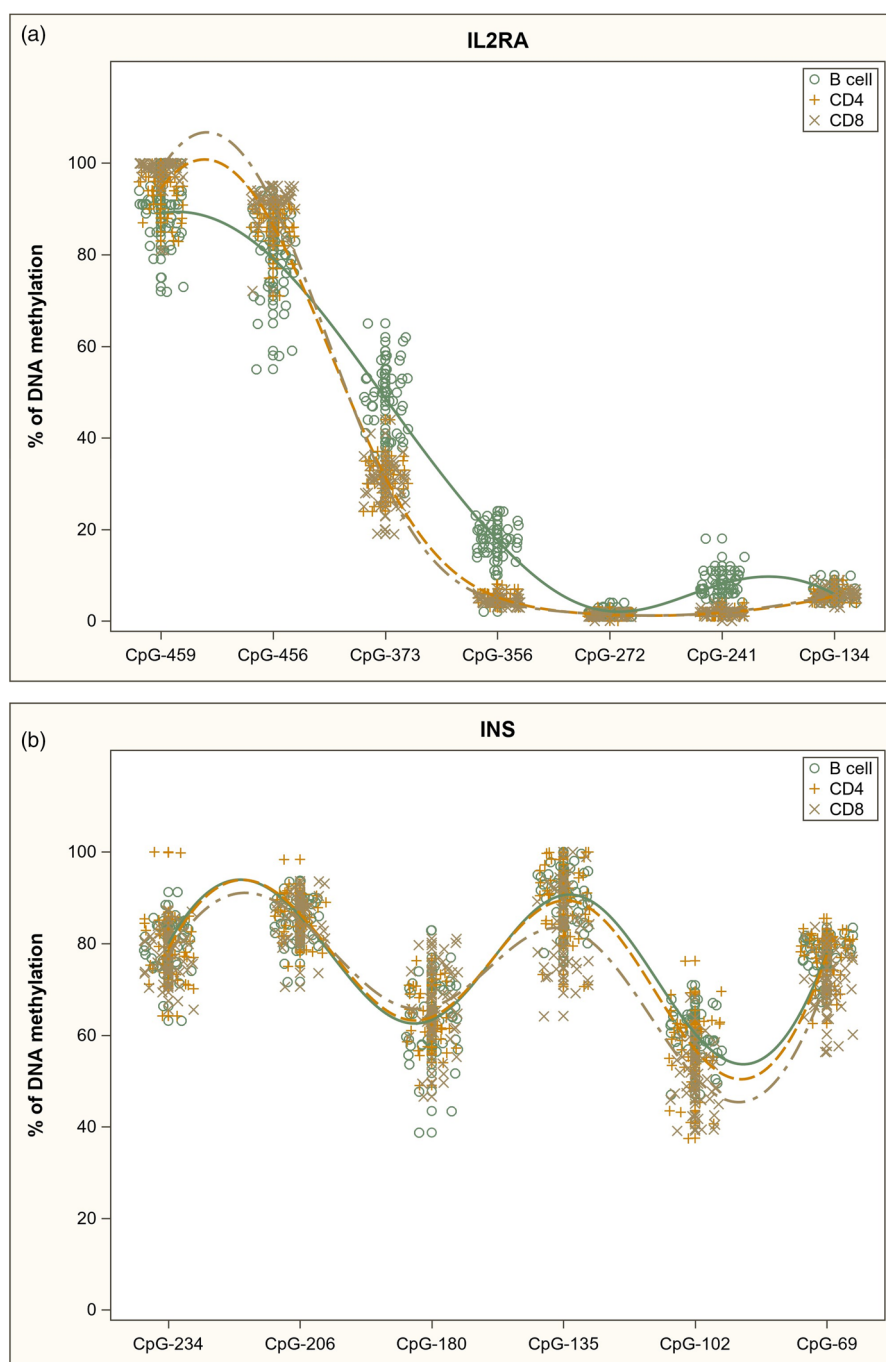 (a)
IL2RA
B cell
CD4
CD8
% of DNA methylation
100
80
60
40
20
0
CpG-459 CpG-456 CpG-373 CpG-356 CpG-272 CpG-241 CpG-134
(b)
INS
B cell
CD4
CD8
% of DNA methylation
100
80
60
40
20
0
CpG-234 CpG-206 CpG-180 CpG-135 CpG-102 CpG-69